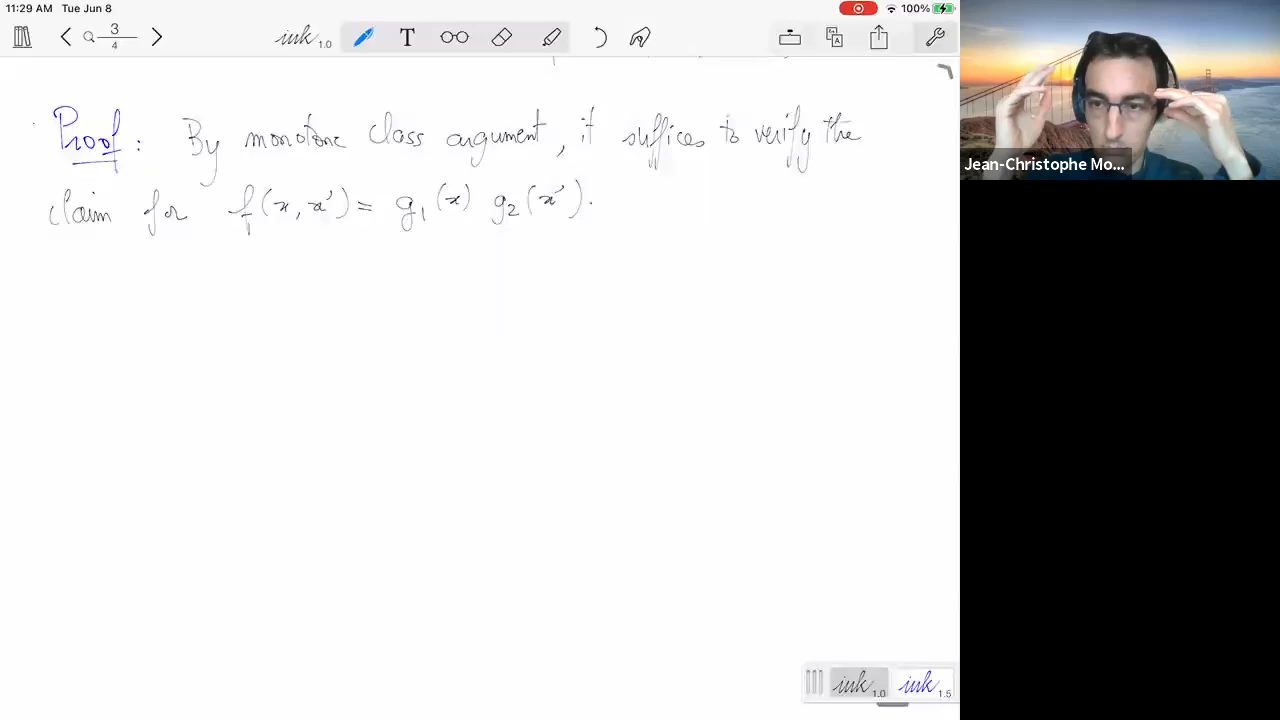 11:29 AM Tue Jun 8
100%
3
4
ink 1.0
T
A
Jean-Christophe Mo...
Proof : By monotone class argument, it suffices to verify the
claim for f(x, x') = g₁(x) g₂(x').
ink 1.0
ink 1.5